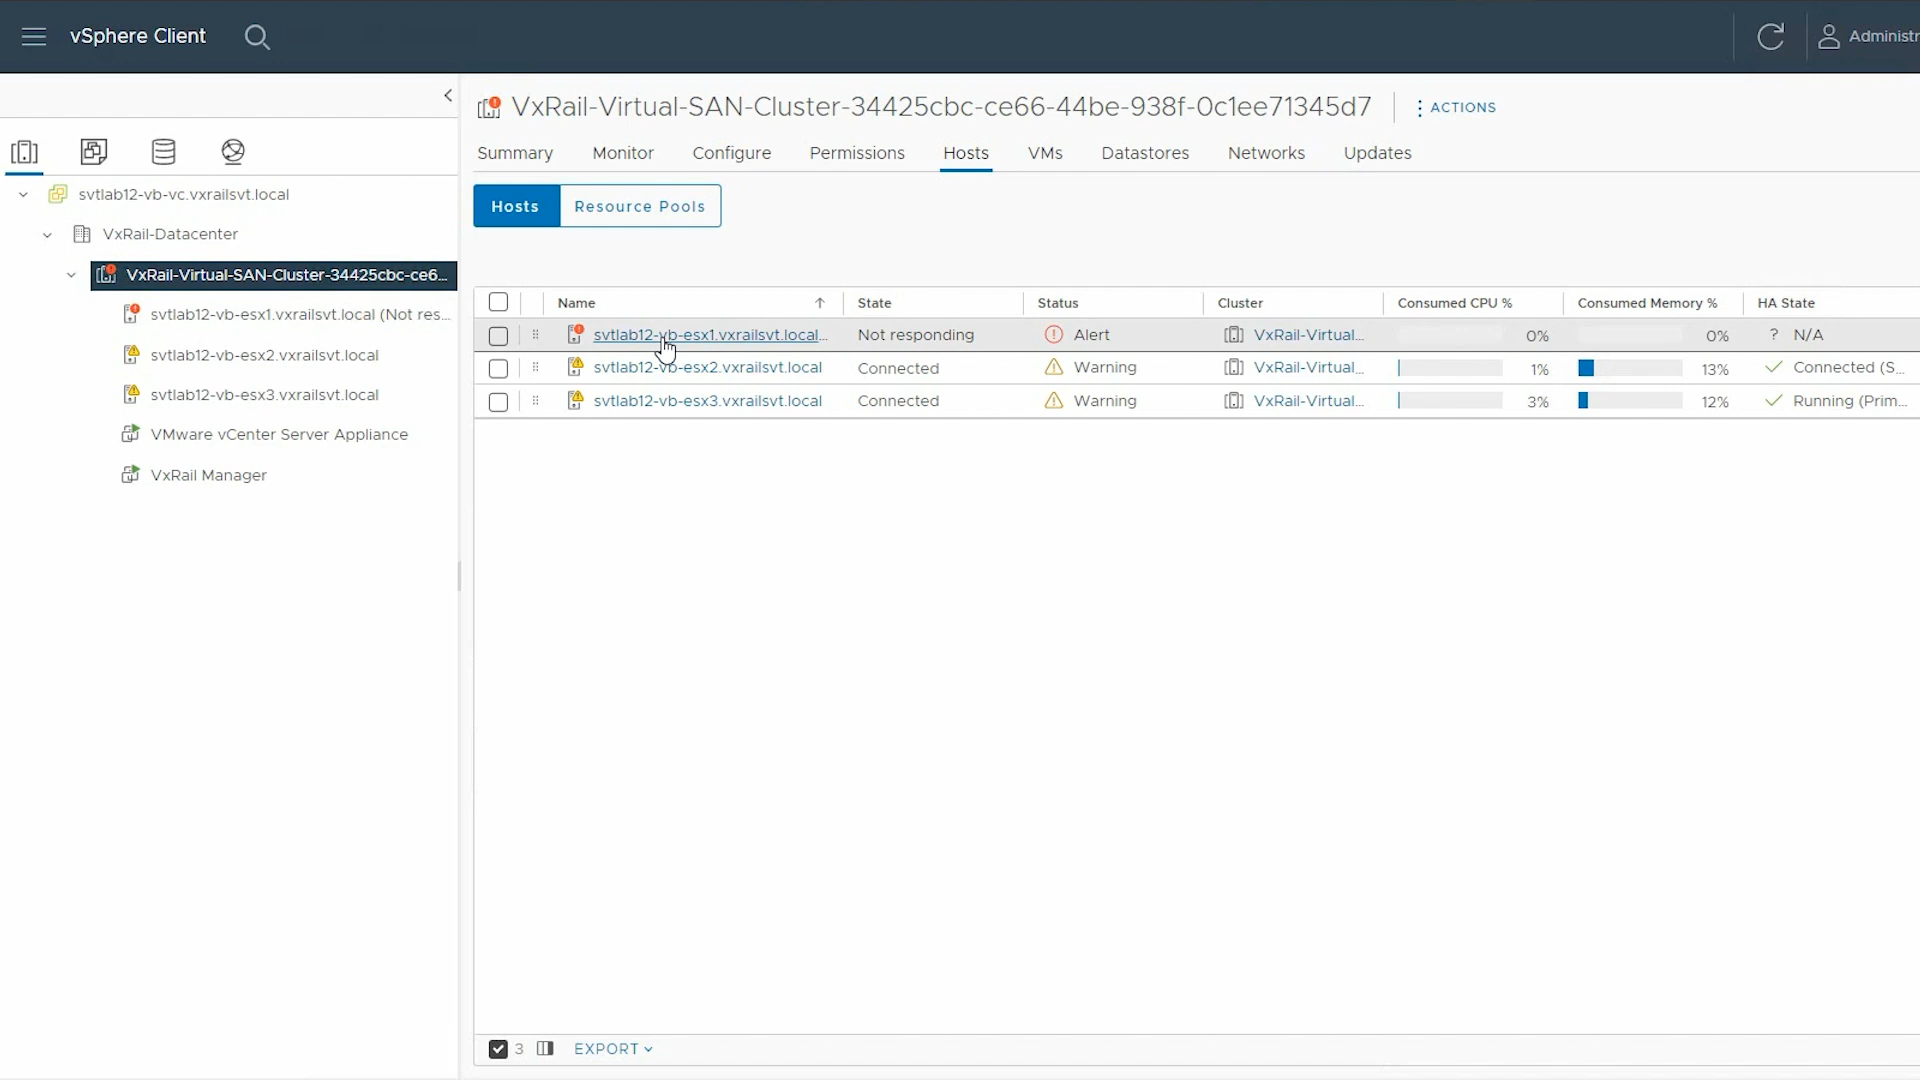 vSphere Client
Administr
VxRail-Virtual-SAN-Cluster-34425cbc-ce66-44be-938f-0c1ee71345d7
ACTIONS
Summary Monitor Configure Permissions Hosts VMs Datastores Networks Updates
svtlab12-vb-vc.vxrailsvt.local
VxRail-Datacenter
VxRail-Virtual-SAN-Cluster-34425cbc-ce6...
svtlab12-vb-esx1.vxrailsvt.local (Not res...
svtlab12-vb-esx2.vxrailsvt.local
svtlab12-vb-esx3.vxrailsvt.local
VMware vCenter Server Appliance
VxRail Manager
Hosts Resource Pools
Name State Status Cluster Consumed CPU % Consumed Memory % HA State
svtlab12-vb-esx1.vxrailsvt.local... Not responding Alert VxRail-Virtual... 0% 0% ? N/A
svtlab12-vb-esx2.vxrailsvt.local Connected Warning VxRail-Virtual... 1% 13% Connected (S...
svtlab12-vb-esx3.vxrailsvt.local Connected Warning VxRail-Virtual... 3% 12% Running (Prim...
3 EXPORT